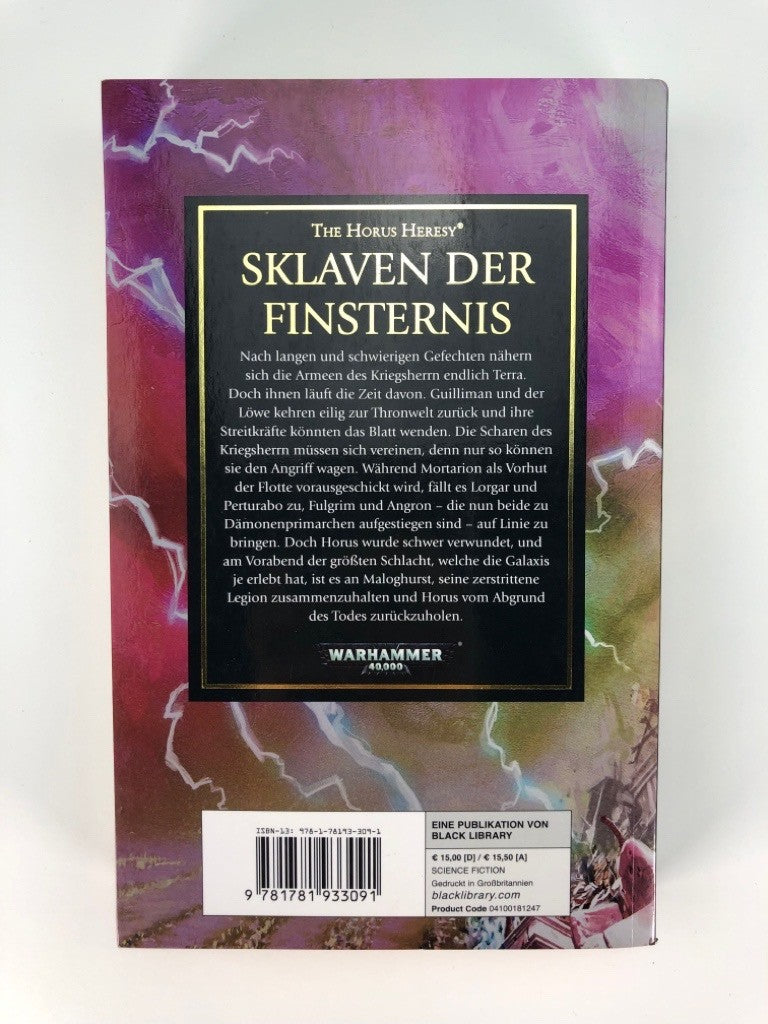 THE HORUS HERESY®
SKLAVEN DER
FINSTERNIS
Nach langen und schwierigen Gefechten nähern
sich die Armeen des Kriegsherrn endlich Terra.
Doch ihnen läuft die Zeit davon. Guilliman und der
Löwe kehren eilig zur Thronwelt zurück und ihre
Streitkräfte könnten das Blatt wenden. Die Scharen des
Kriegsherrn müssen sich vereinen, denn nur so können
sie den Angriff wagen. Während Mortarion als Vorhut
der Flotte vorausgeschickt wird, fällt es Lorgar und
Perturabo zu, Fulgrim und Angron – die nun beide zu
Dämonenprimarchen aufgestiegen sind – auf Linie zu
bringen. Doch Horus wurde schwer verwundet, und
am Vorabend der größten Schlacht, welche die Galaxis
je erlebt hat, ist es an Maloghurst, seine zerstrittene
Legion zusammenzuhalten und Horus vom Abgrund
des Todes zurückzuholen.
WARHAMMER®
40,000
ISBN-13: 978-1-78193-309-1
9 781781 933091
EINE PUBLIKATION VON
BLACK LIBRARY
€ 15,00 [D] / € 15,50 [A]
SCIENCE FICTION
Gedruckt in Großbritannien
blacklibrary.com
Product Code 04100181247